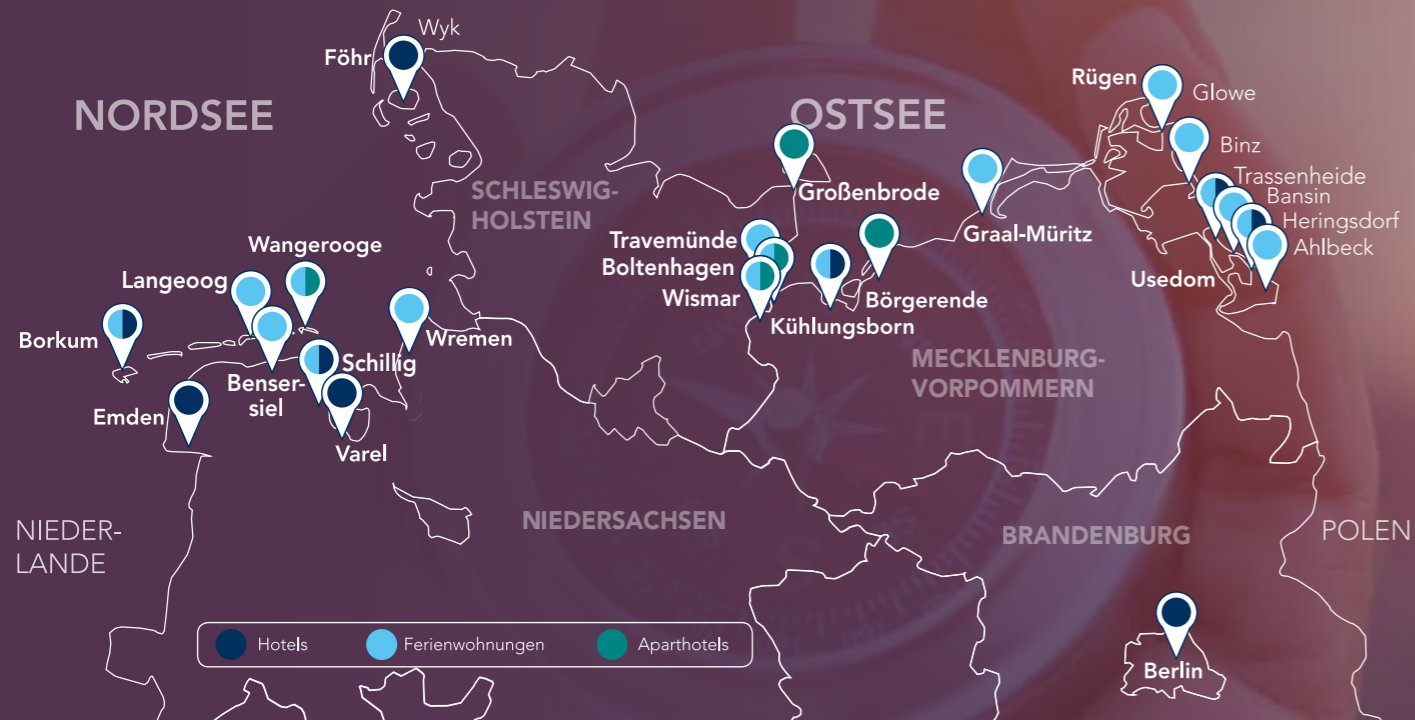 Wyk
Föhr
NORDSEE
OSTSEE
Rügen
Glowe
Binz
Trassenheide
Bansin
Heringsdorf
Ahlbeck
Usedom
SCHLESWIG-
HOLSTEIN
Großenbrode
Graal-Müritz
Travemünde
Boltenhagen
Wismar
Börgerende
Kühlungsborn
Wangerooge
Langeoog
Borkum
Wremen
Schillig
Benser-
siel
Emden
Varel
MECKLENBURG-
VORPOMMERN
NIEDER-
LANDE
NIEDERSACHSEN
BRANDENBURG
POLEN
Hotels
Ferienwohnungen
Aparthotels
Berlin